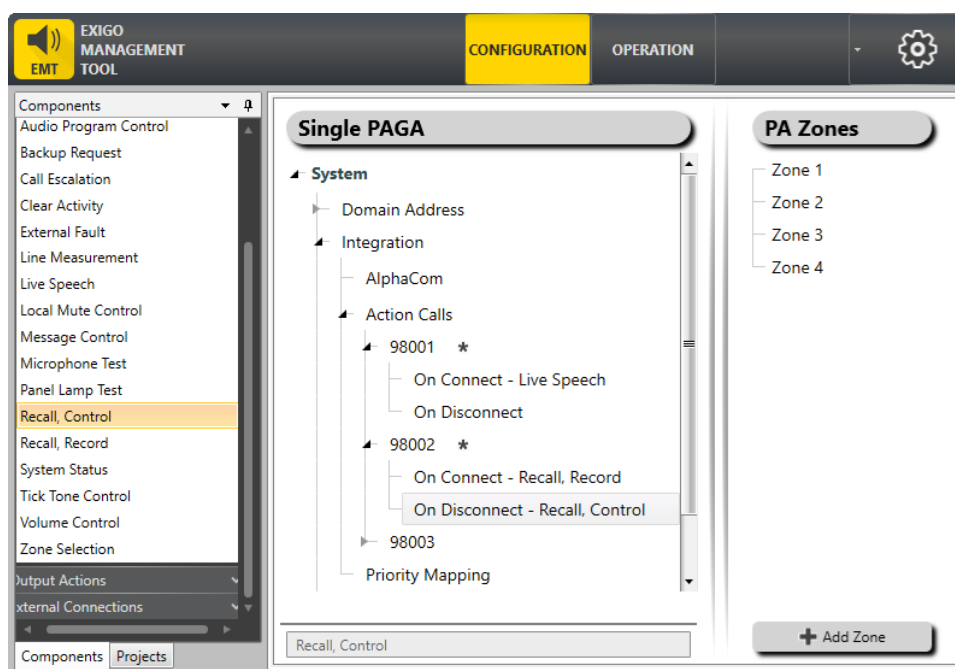 EXIGO
MANAGEMENT
TOOL
EMT
CONFIGURATION
OPERATION
Components
Audio Program Control
Backup Request
Call Escalation
Clear Activity
External Fault
Line Measurement
Live Speech
Local Mute Control
Message Control
Microphone Test
Panel Lamp Test
Recall, Control
Recall, Record
System Status
Tick Tone Control
Volume Control
Zone Selection
Output Actions
xternal Connections
Components Projects
Single PAGA
System
Domain Address
Integration
AlphaCom
Action Calls
98001 *
On Connect - Live Speech
On Disconnect
98002 *
On Connect - Recall, Record
On Disconnect - Recall, Control
98003
Priority Mapping
Recall, Control
PA Zones
Zone 1
Zone 2
Zone 3
Zone 4
Add Zone